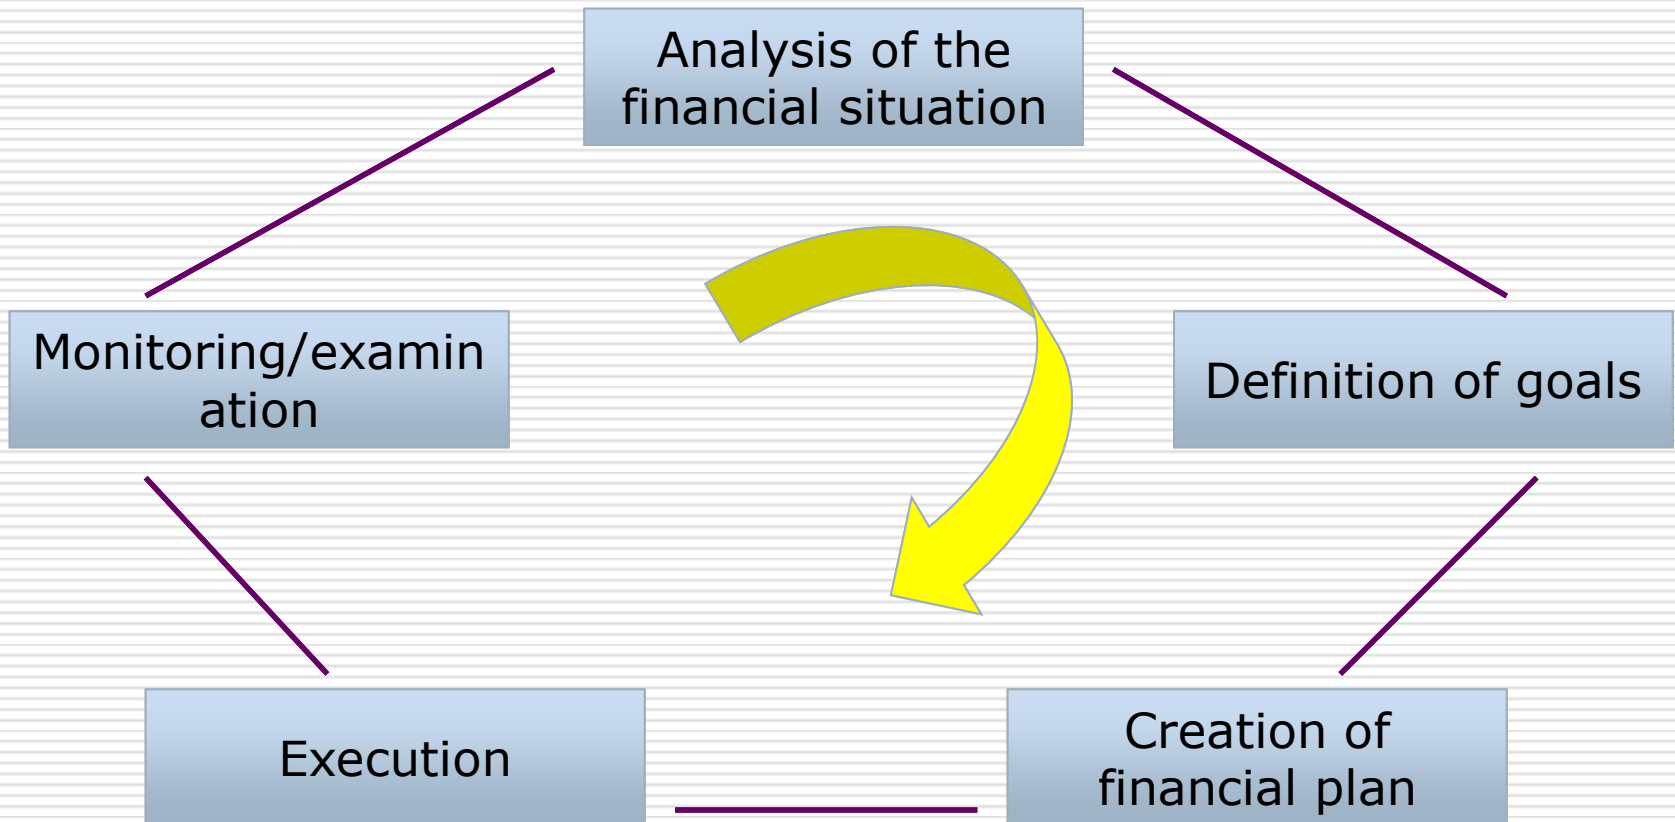 Analysis of the
financial situation
Monitoring/examin
ation
Definition of goals
Execution
Creation of
financial plan